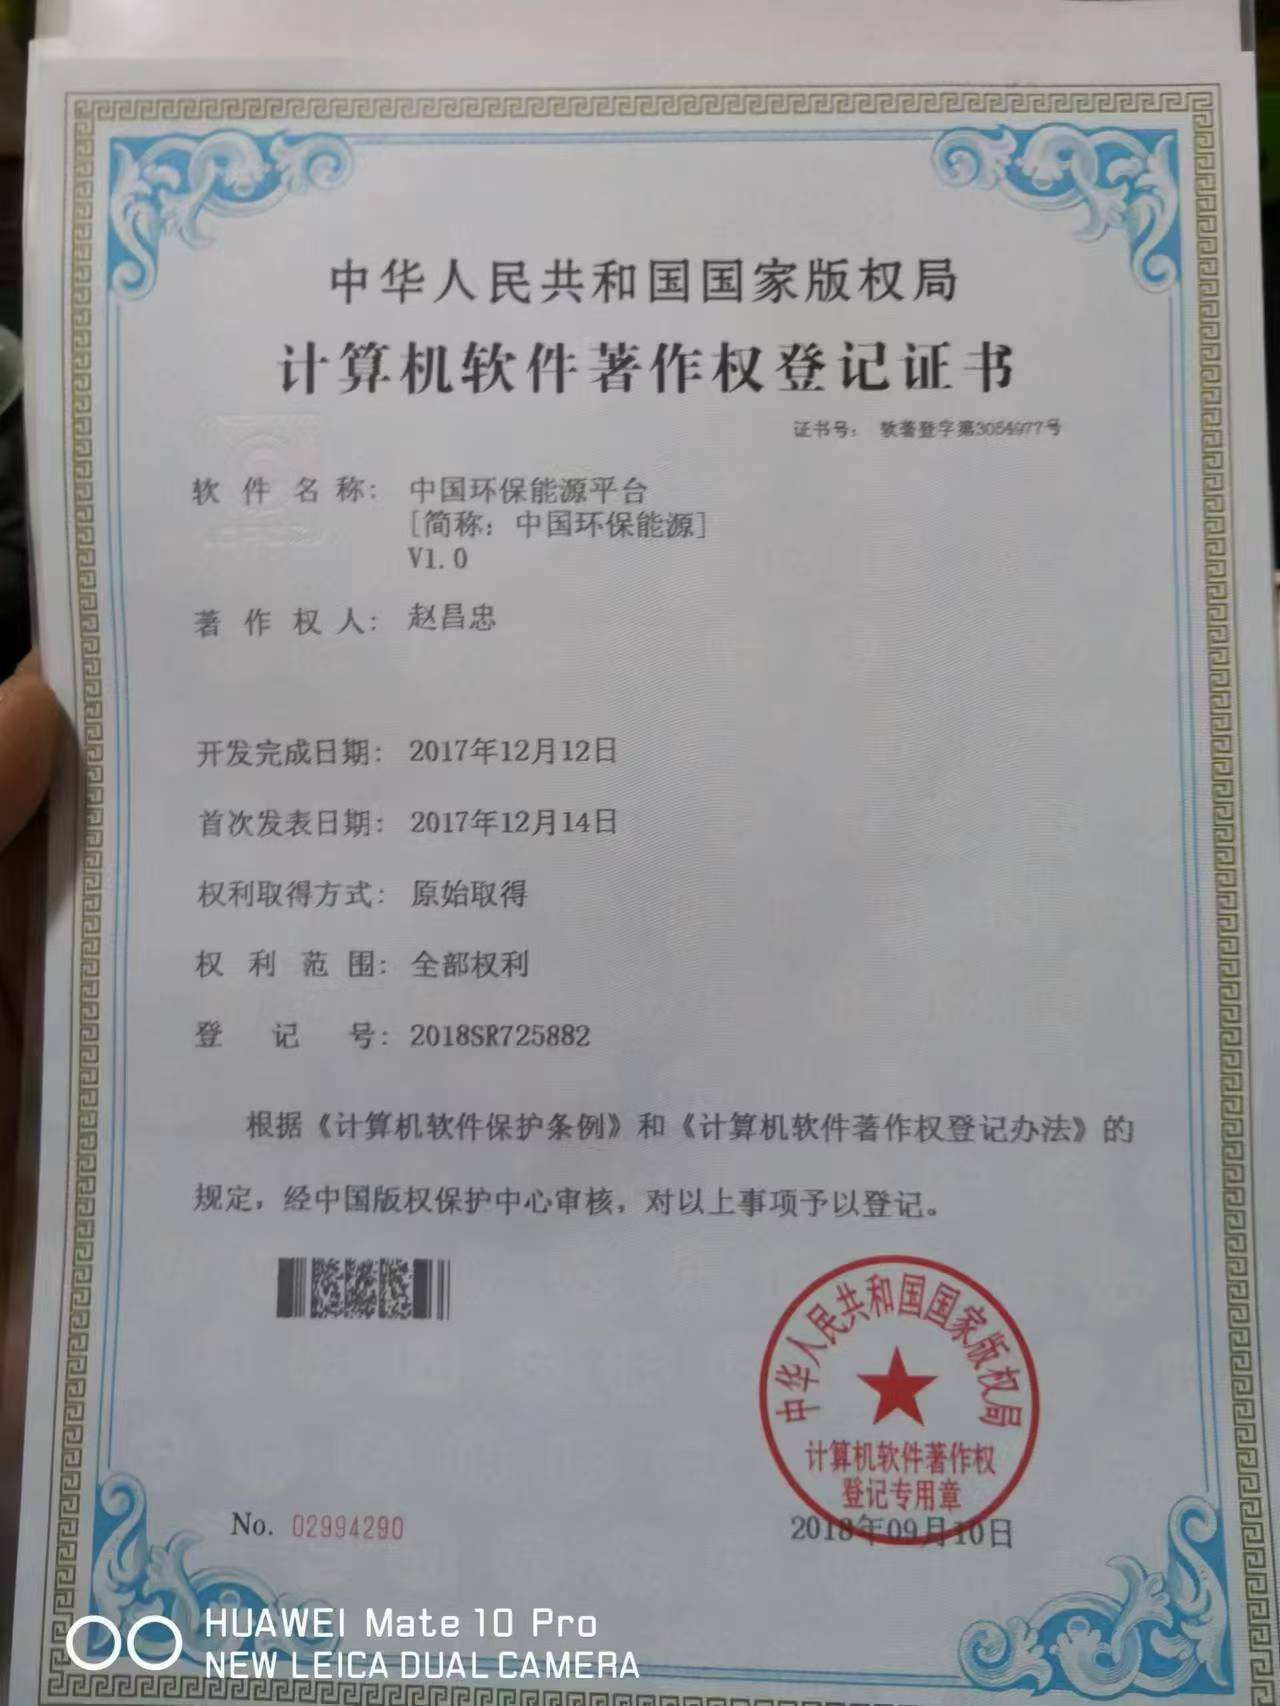 中华人民共和国国家版权局
计算机软件著作权登记证书
证书号： 软著登字第3054977号
软件名称： 中国环保能源平台
[简称：中国环保能源]
V1.0
著作权人： 赵昌忠
开发完成日期： 2017年12月12日
首次发表日期： 2017年12月14日
权利取得方式： 原始取得
权利范围： 全部权利
登记号： 2018SR725882
根据《计算机软件保护条例》和《计算机软件著作权登记办法》的
规定，经中国版权保护中心审核，对以上事项予以登记。
中华人民共和国国家版权局
计算机软件著作权
登记专用章
No. 02994290
2018年09月10日
HUAWEI Mate 10 Pro
NEW LEICA DUAL CAMERA